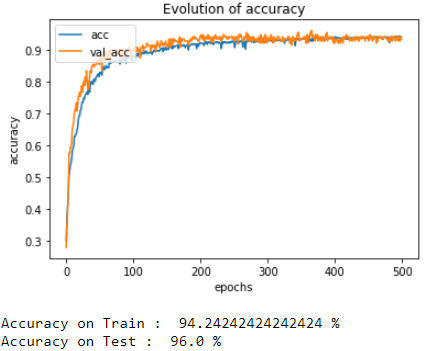 Evolution of accuracy
acc
val_acc
accuracy
0.9
0.8
0.7
0.6
0.5
0.4
0.3
0 100 200 300 400 500
epochs
Accuracy on Train : 94.24242424242424 %
Accuracy on Test : 96.0 %